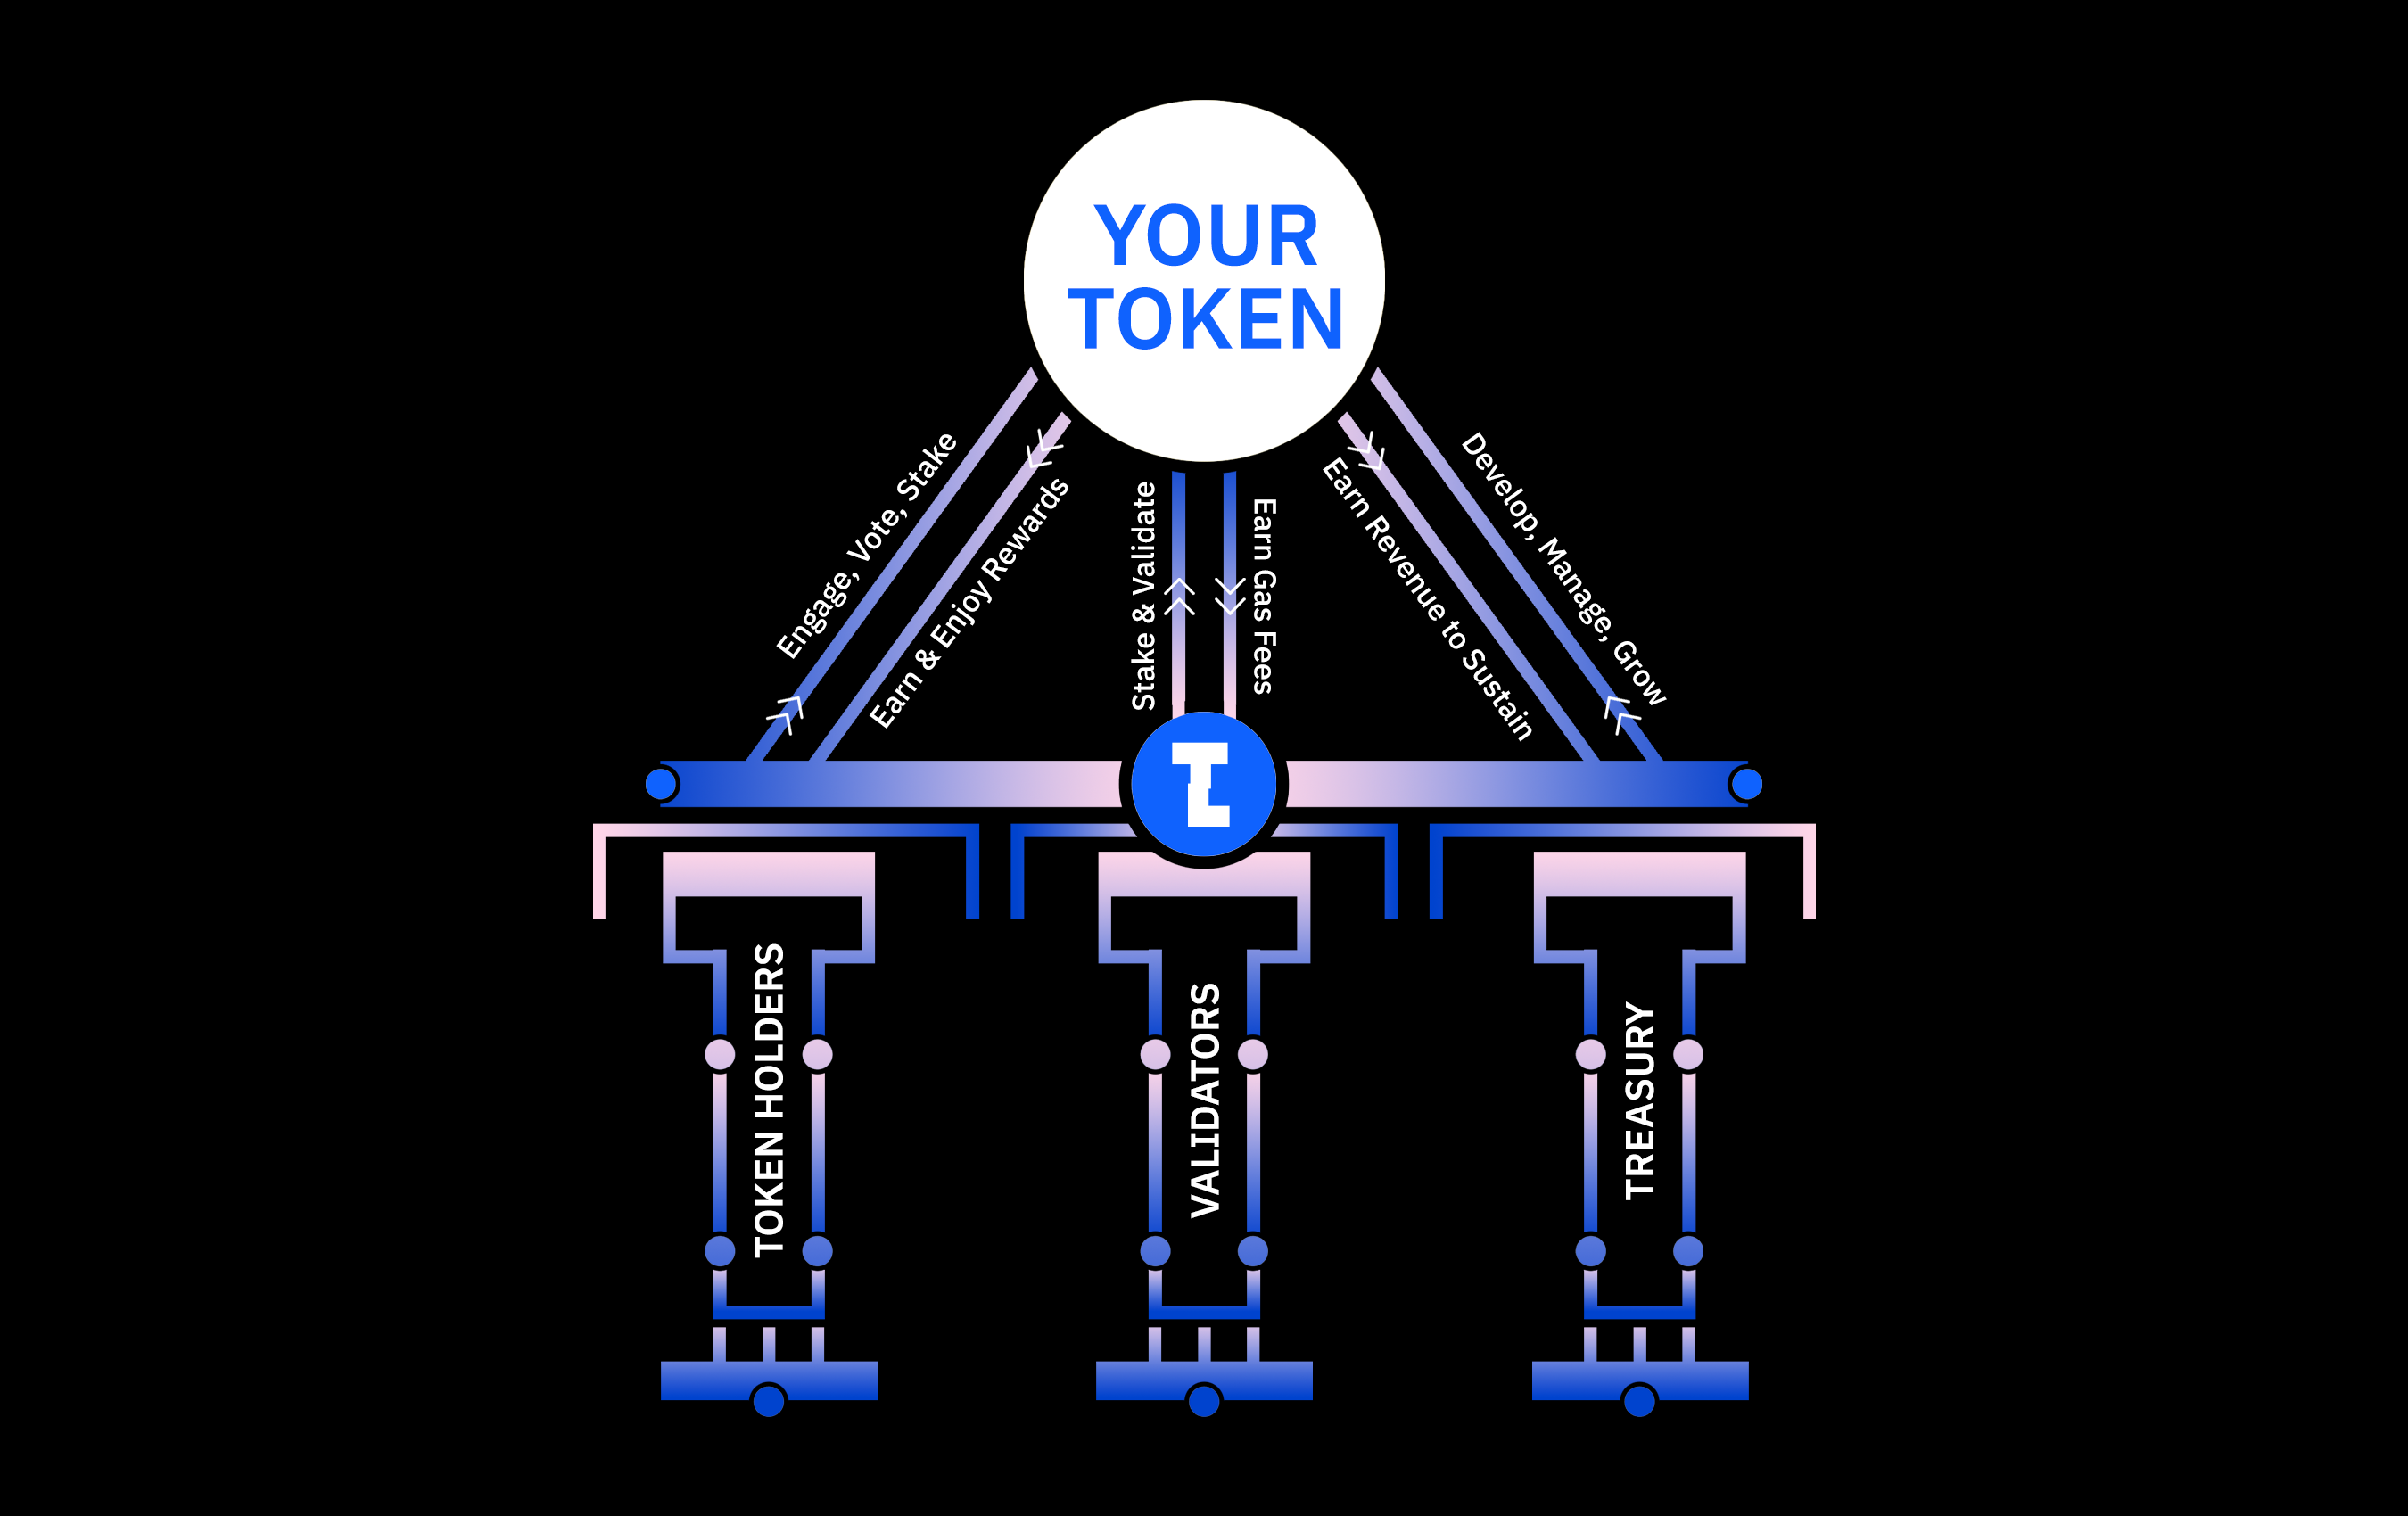 YOUR
TOKEN
Engage, Vote, Stake
Earn & Enjoy Rewards
Stake & Validate
Earn Gas Fees
Earn Revenue to Sustain
Develop, Manage, Grow
TL
TOKEN HOLDERS
VALIDATORS
TREASURY